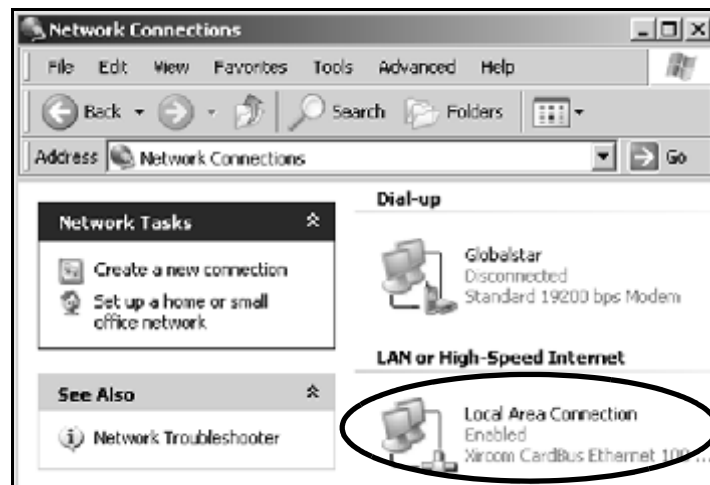 Network Connections
File Edit View Favorites Tools Advanced Help
Back Search Folders
Address Network Connections Go
Network Tasks
Create a new connection
Set up a home or small
office network
See Also
Network Troubleshooter
Dial-up
Globalstar
Disconnected
Standard 19200 bps Modem
LAN or High-Speed Internet
Local Area Connection
Enabled
Xircom CardBus Ethernet 100 ...